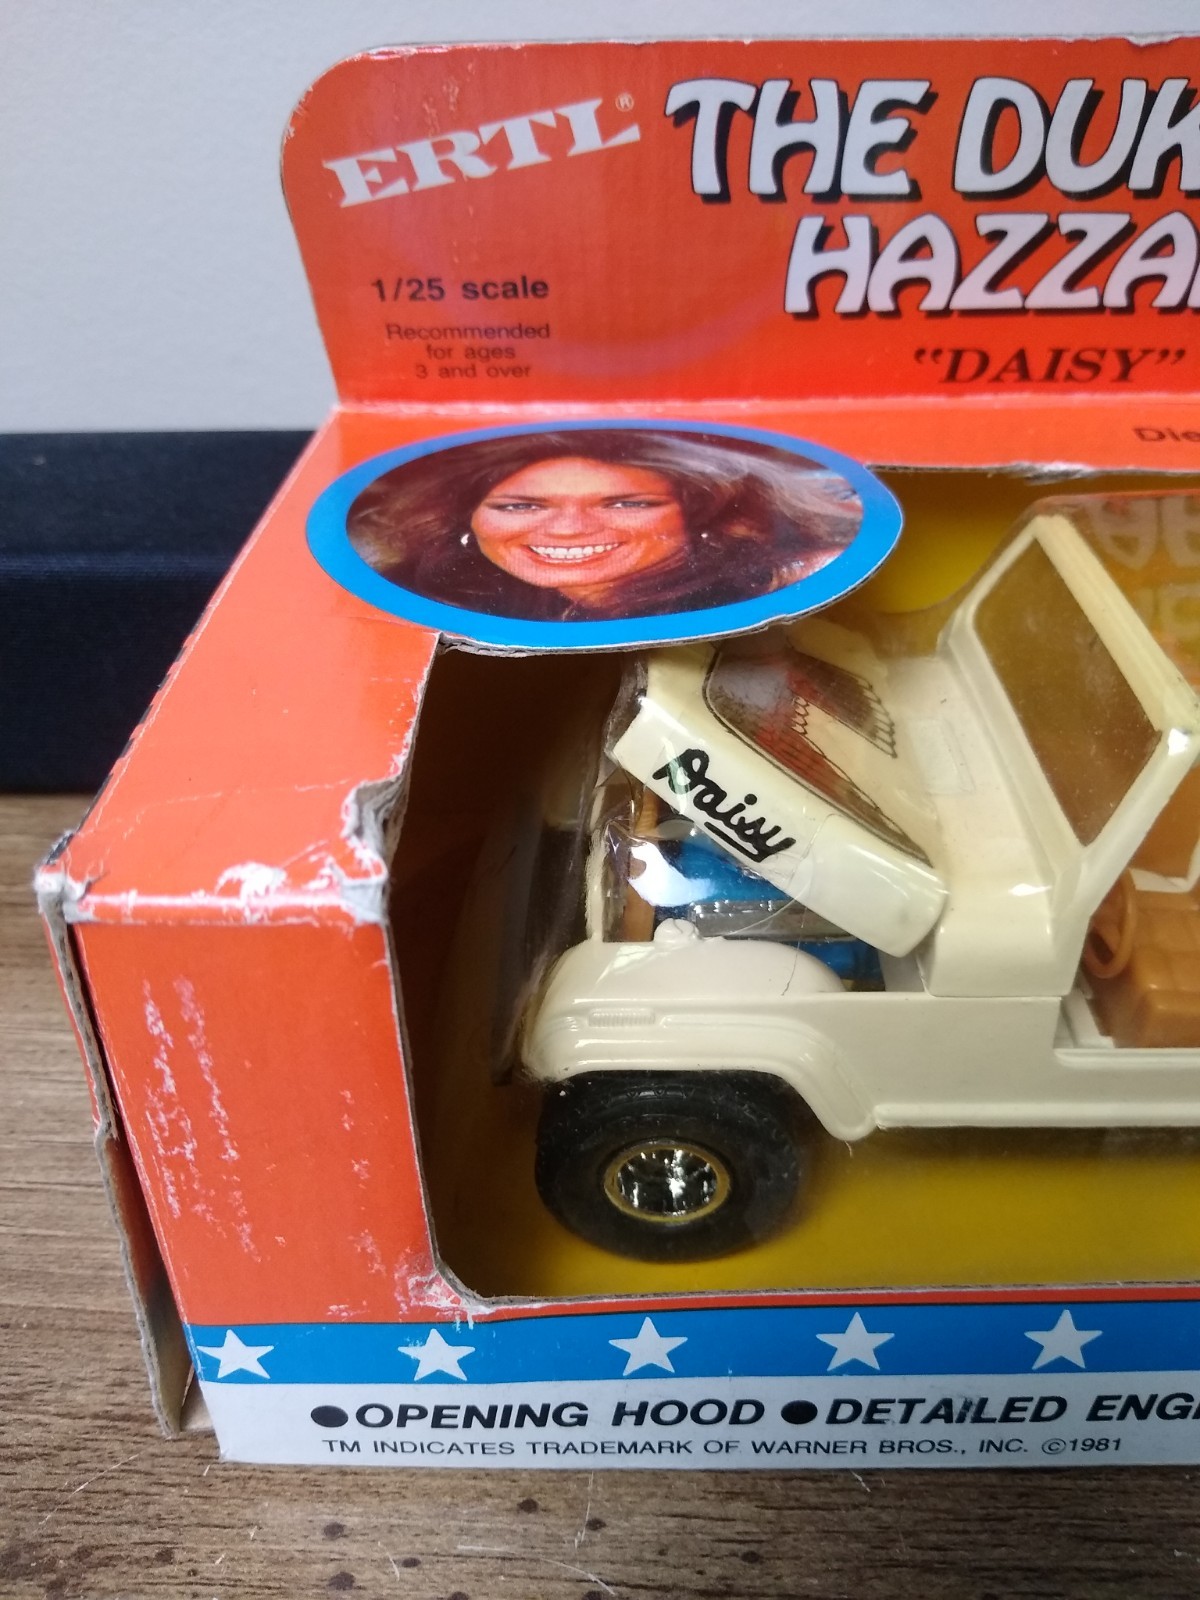 ERTL®
THE DUK
HAZZA
1/25 scale
Recommended
for ages
3 and over
"DAISY"
Die
Daisy
●OPENING HOOD ●DETAILED ENG
TM INDICATES TRADEMARK OF WARNER BROS., INC. ©1981